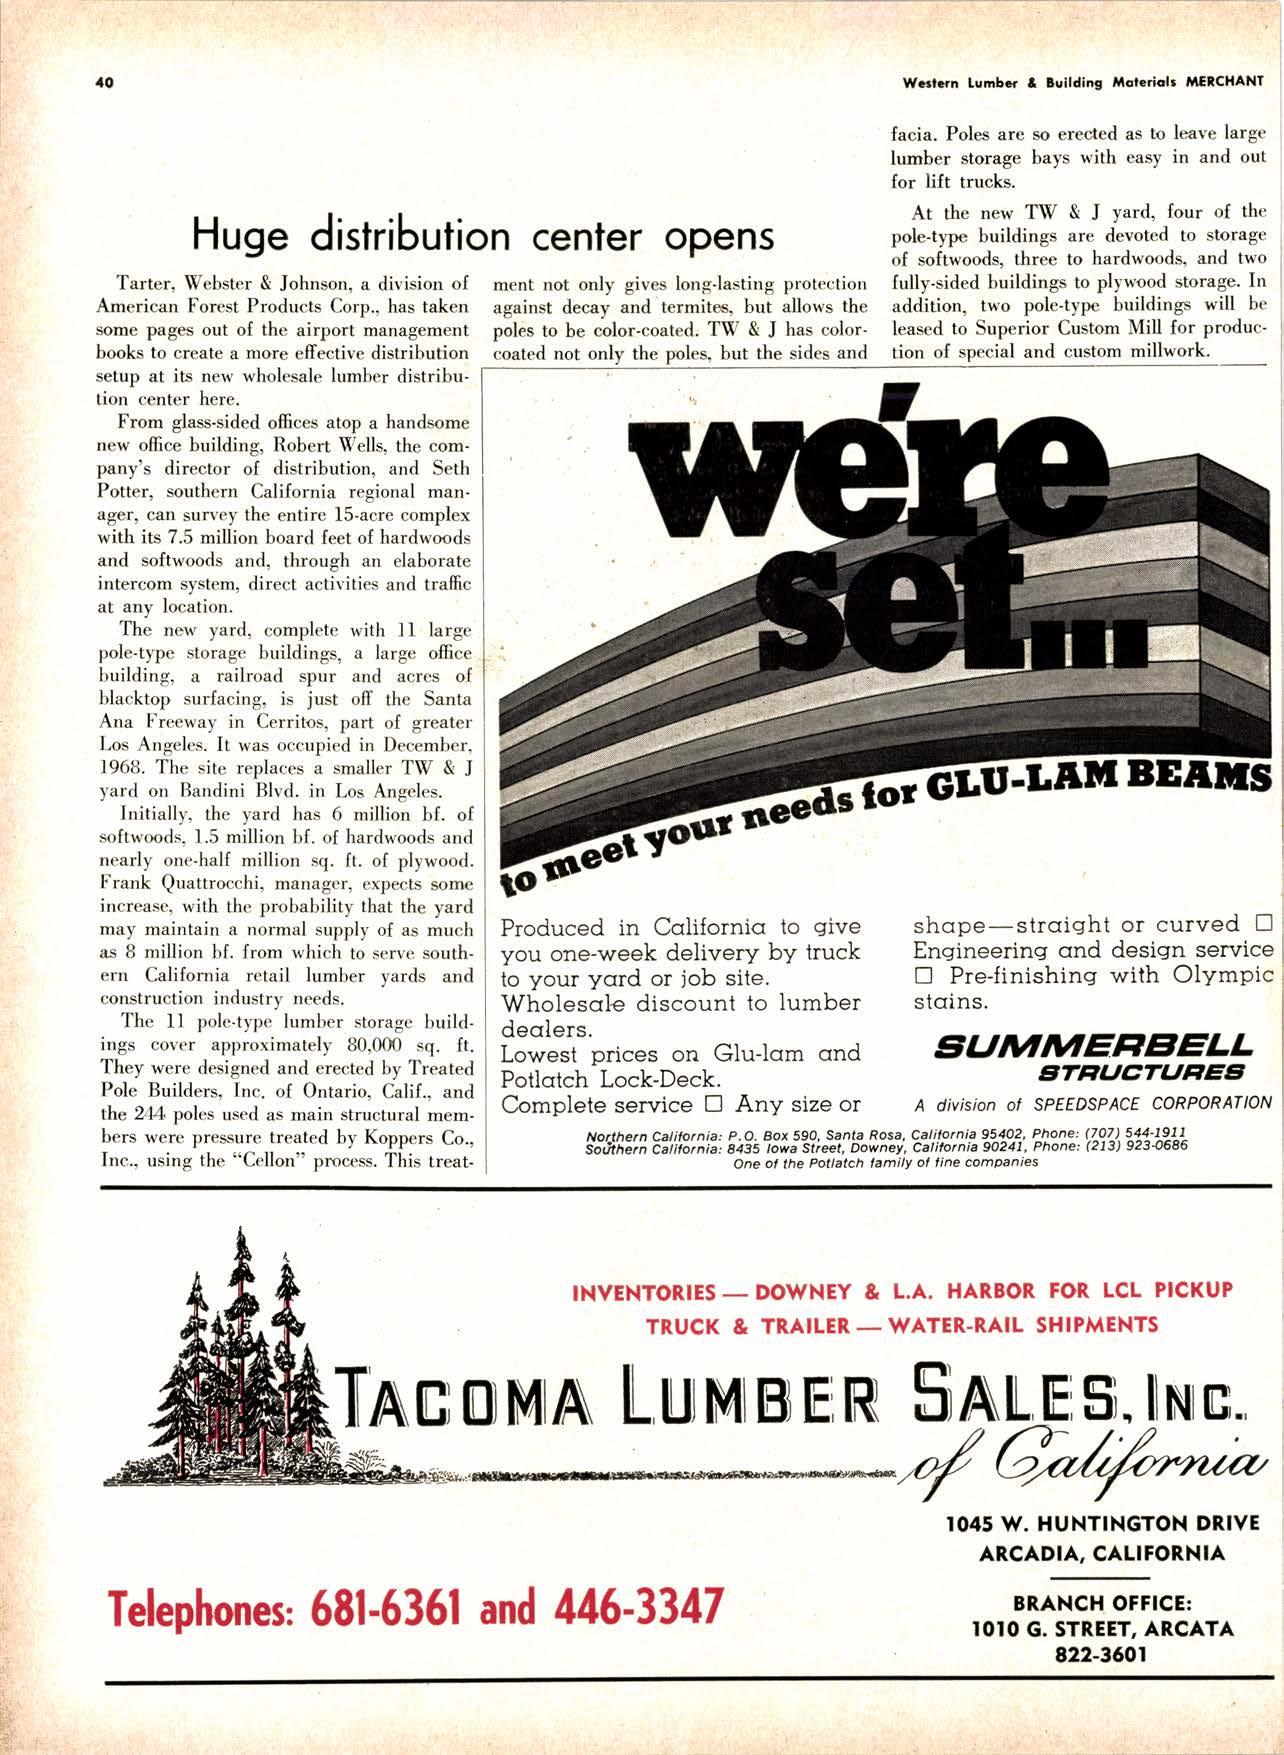 40
Western Lumber & Building Materials MERCHANT
Huge distribution center opens
Tarter, Webster & Johnson, a division of
American Forest Products Corp., has taken
some pages out of the airport management
books to create a more effective distribution
setup at its new wholesale lumber distribu-
tion center here.
From glass-sided offices atop a handsome
new office building, Robert Wells, the com-
pany's director of distribution, and Seth
Potter, southern California regional man-
ager, can survey the entire 15-acre complex
with its 7.5 million board feet of hardwoods
and softwoods and, through an elaborate
intercom system, direct activities and traffic
at any location.
The new yard, complete with 11 large
pole-type storage buildings, a large office
building, a railroad spur and acres of
blacktop surfacing, is just off the Santa
Ana Freeway in Cerritos, part of greater
Los Angeles. It was occupied in December,
1968. The site replaces a smaller TW & J
yard on Bandini Blvd. in Los Angeles.
Initially, the yard has 6 million bf. of
softwoods, 1.5 million bf. of hardwoods and
nearly one-half million sq. ft. of plywood.
Frank Quattrocchi, manager, expects some
increase, with the probability that the yard
may maintain a normal supply of as much
as 8 million bf. from which to serve south-
ern California retail lumber yards and
construction industry needs.
The 11 pole-type lumber storage build-
ings cover approximately 80,000 sq. ft.
They were designed and erected by Treated
Pole Builders, Inc. of Ontario, Calif., and
the 244 poles used as main structural mem-
bers were pressure treated by Koppers Co.,
Inc., using the “Cellon” process. This treat-
ment not only gives long-lasting protection
against decay and termites, but allows the
poles to be color-coated. TW & J has color-
coated not only the poles, but the sides and
facia. Poles are so erected as to leave large
lumber storage bays with easy in and out
for lift trucks.
At the new TW & J yard, four of the
pole-type buildings are devoted to storage
of softwoods, three to hardwoods, and two
fully-sided buildings to plywood storage. In
addition, two pole-type buildings will be
leased to Superior Custom Mill for produc-
tion of special and custom millwork.
we're
set...
to meet your needs for GLU-LAM BEAMS
Produced in California to give
you one-week delivery by truck
to your yard or job site.
Wholesale discount to lumber
dealers.
Lowest prices on Glu-lam and
Potlatch Lock-Deck.
Complete service □ Any size or
shape—straight or curved □
Engineering and design service
□ Pre-finishing with Olympic
stains.
SUMMERBELL
STRUCTURES
A division of SPEEDSPACE CORPORATION
Northern California: P.O. Box 590, Santa Rosa, California 95402, Phone: (707) 544-1911
Southern California: 8435 Iowa Street, Downey, California 90241, Phone: (213) 923-0686
One of the Potlatch family of fine companies
INVENTORIES — DOWNEY & L.A. HARBOR FOR LCL PICKUP
TRUCK & TRAILER — WATER-RAIL SHIPMENTS
TACOMA LUMBER SALES, INC.
of California
1045 W. HUNTINGTON DRIVE
ARCADIA, CALIFORNIA
Telephones: 681-6361 and 446-3347
BRANCH OFFICE:
1010 G. STREET, ARCATA
822-3601